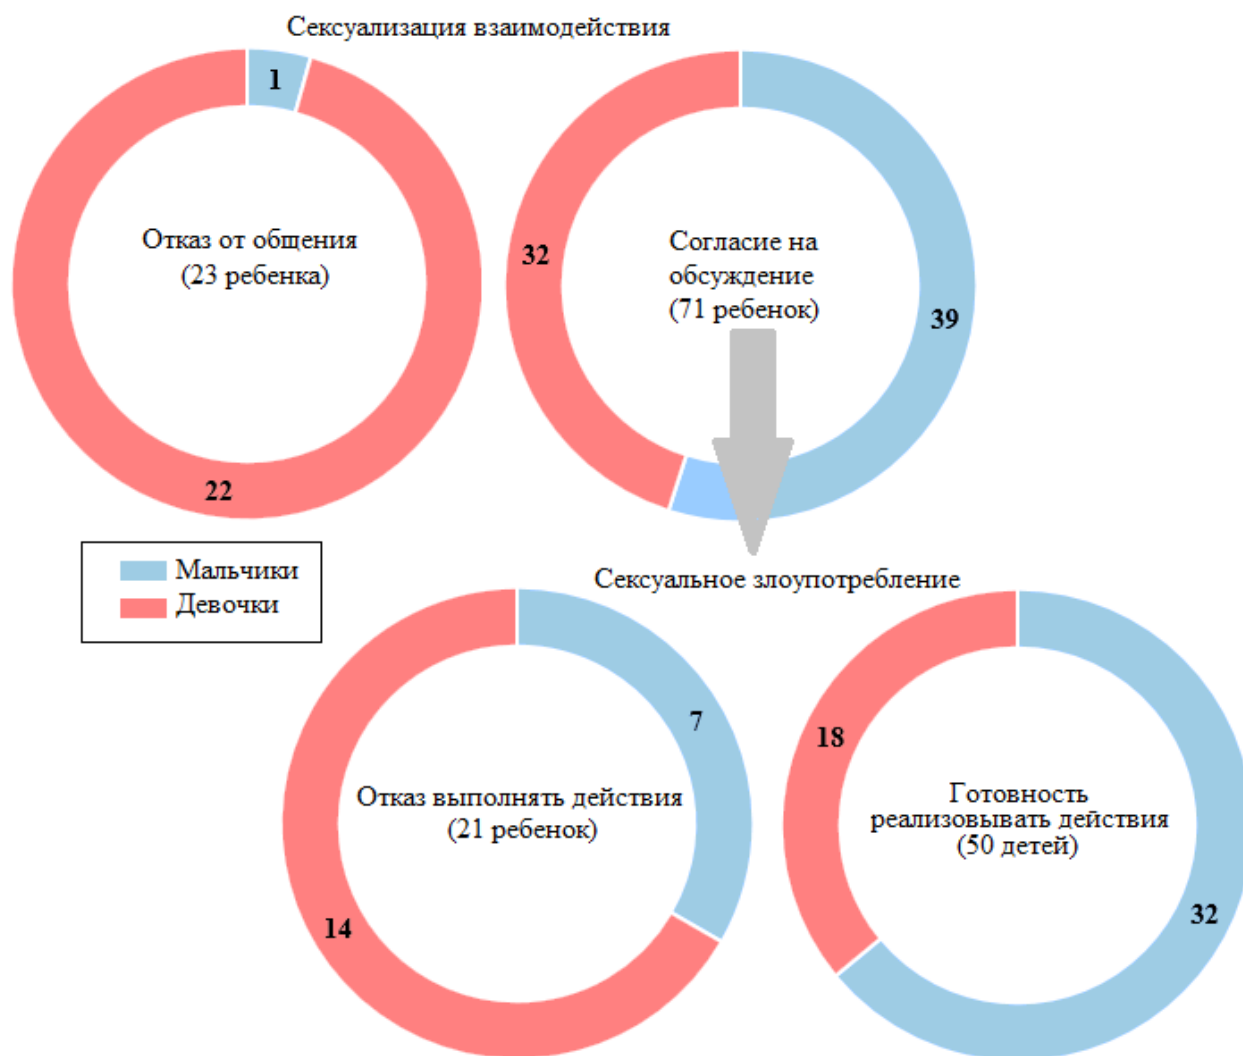 Сексуализация взаимодействия
1
Отказ от общения
(23 ребенка)
22
32
Согласие на
обсуждение
(71 ребенок)
39
Мальчики
Девочки
Сексуальное злоупотребление
7
Отказ выполнять действия
(21 ребенок)
14
18
Готовность
реализовывать действия
(50 детей)
32